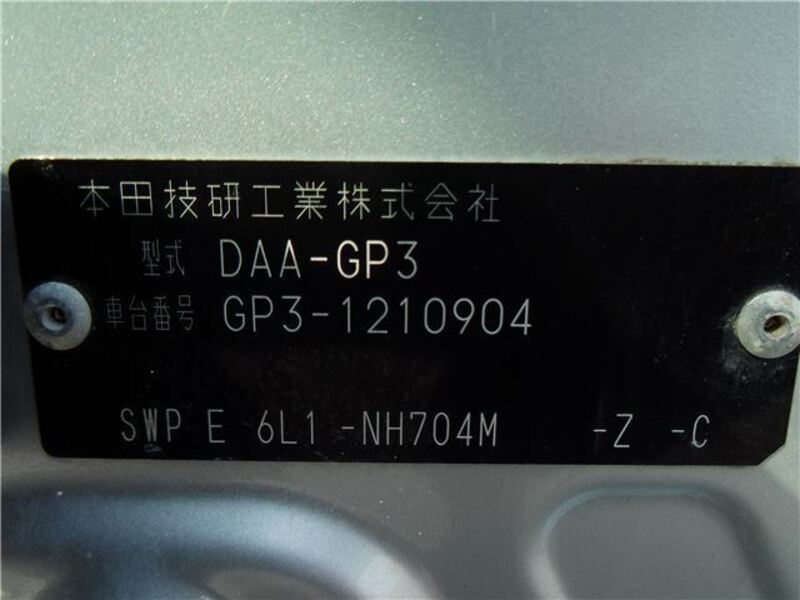 本田技研工業株式会社
型式 DAA-GP3
車台番号 GP3-1210904
SWP E 6L1 -NH704M -Z -C